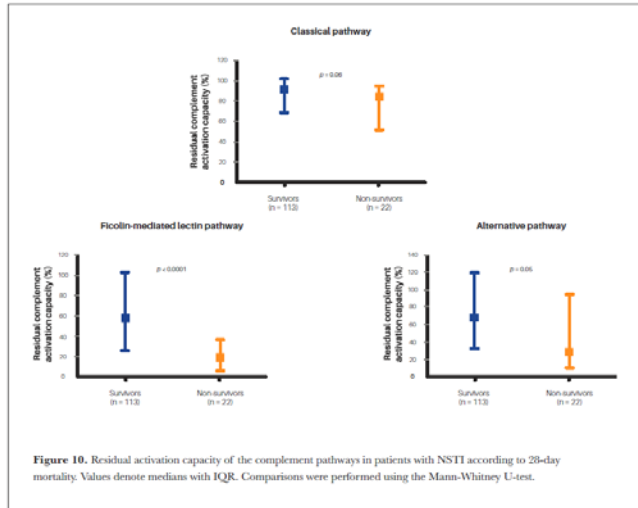 Classical pathway
Residual complement
activation capacity (%)
120
100
80
60
40
20
0
p = 0.08
Survivors
(n = 113)
Non-survivors
(n = 22)
Ficolin-mediated lectin pathway
Residual complement
activation capacity (%)
120
100
80
60
40
20
0
p < 0.0001
Survivors
(n = 113)
Non-survivors
(n = 22)
Alternative pathway
Residual complement
activation capacity (%)
140
120
100
80
60
40
20
0
p = 0.05
Survivors
(n = 113)
Non-survivors
(n = 22)
Figure 10. Residual activation capacity of the complement pathways in patients with NSTI according to 28-day
mortality. Values denote medians with IQR. Comparisons were performed using the Mann-Whitney U-test.